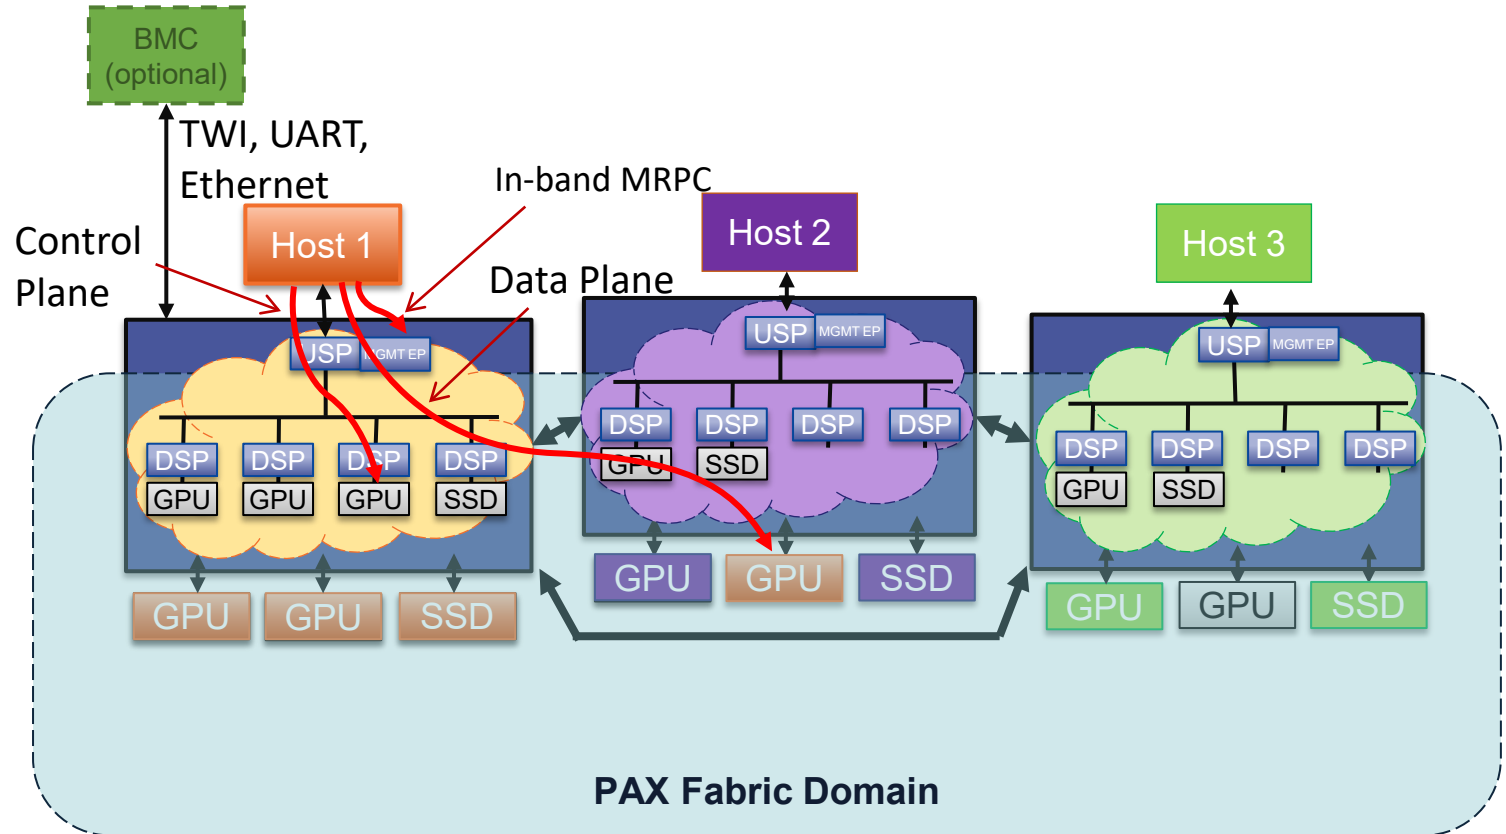 BMC
(optional)
TWI, UART,
Ethernet
In-band MRPC
Control
Plane
Host 1
Data Plane
Host 2
Host 3
USP
MGMT EP
DSP
DSP
DSP
DSP
GPU
GPU
GPU
SSD
USP
MGMT EP
DSP
DSP
DSP
DSP
GPU
SSD
USP
MGMT EP
DSP
DSP
DSP
DSP
GPU
SSD
GPU
GPU
SSD
GPU
GPU
SSD
GPU
GPU
SSD
PAX Fabric Domain